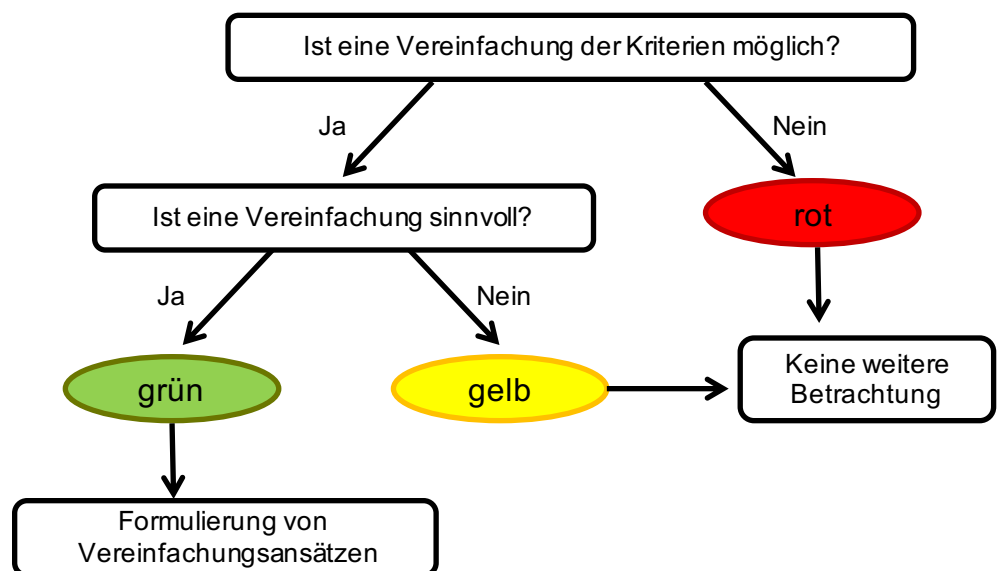 Ist eine Vereinfachung der Kriterien möglich?
Ja
Nein
Ist eine Vereinfachung sinnvoll?
rot
Ja
Nein
grün
gelb
Keine weitere
Betrachtung
Formulierung von
Vereinfachungsansätzen